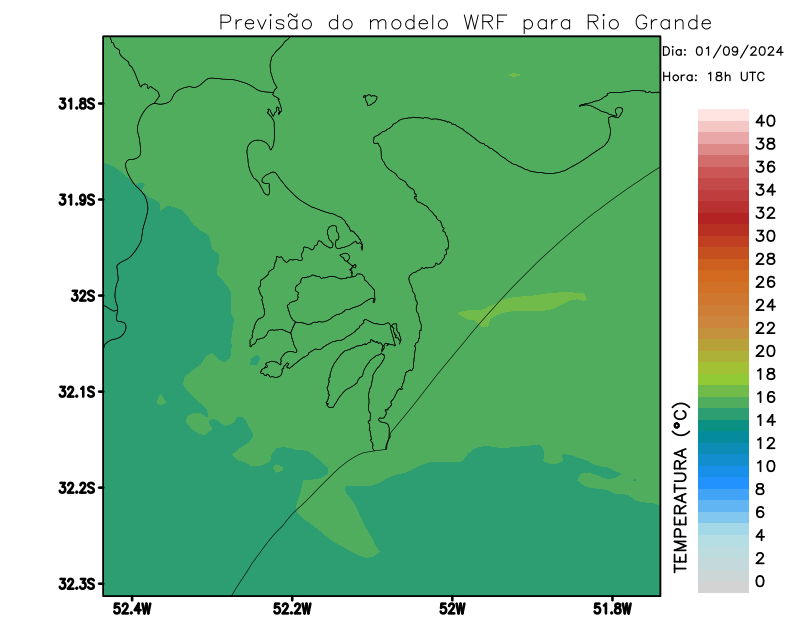 Previsão do modelo WRF para Rio Grande
Dia: 01/09/2024
Hora: 18h UTC
31.8S
31.9S
32S
32.1S
32.2S
32.3S
52.4W
52.2W
52W
51.8W
TEMPERATURA (°C)
40
38
36
34
32
30
28
26
24
22
20
18
16
14
12
10
8
6
4
2
0